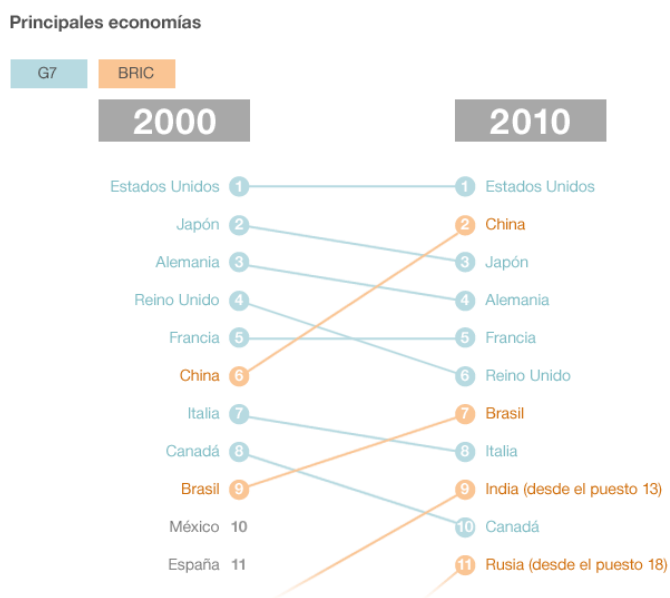 Principales economías
G7 BRIC
2000 2010
Estados Unidos 1 1 Estados Unidos
Japón 2 2 China
Alemania 3 3 Japón
Reino Unido 4 4 Alemania
Francia 5 5 Francia
China 6 6 Reino Unido
Italia 7 7 Brasil
Canadá 8 8 Italia
Brasil 9 9 India (desde el puesto 13)
México 10 10 Canadá
España 11 11 Rusia (desde el puesto 18)